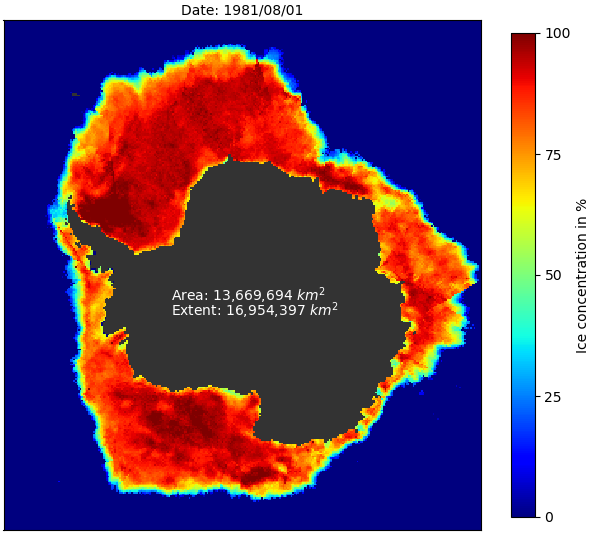 Date: 1981/08/01
100
75
50
25
0
Ice concentration in %
Area: 13,669,694 km²
Extent: 16,954,397 km²